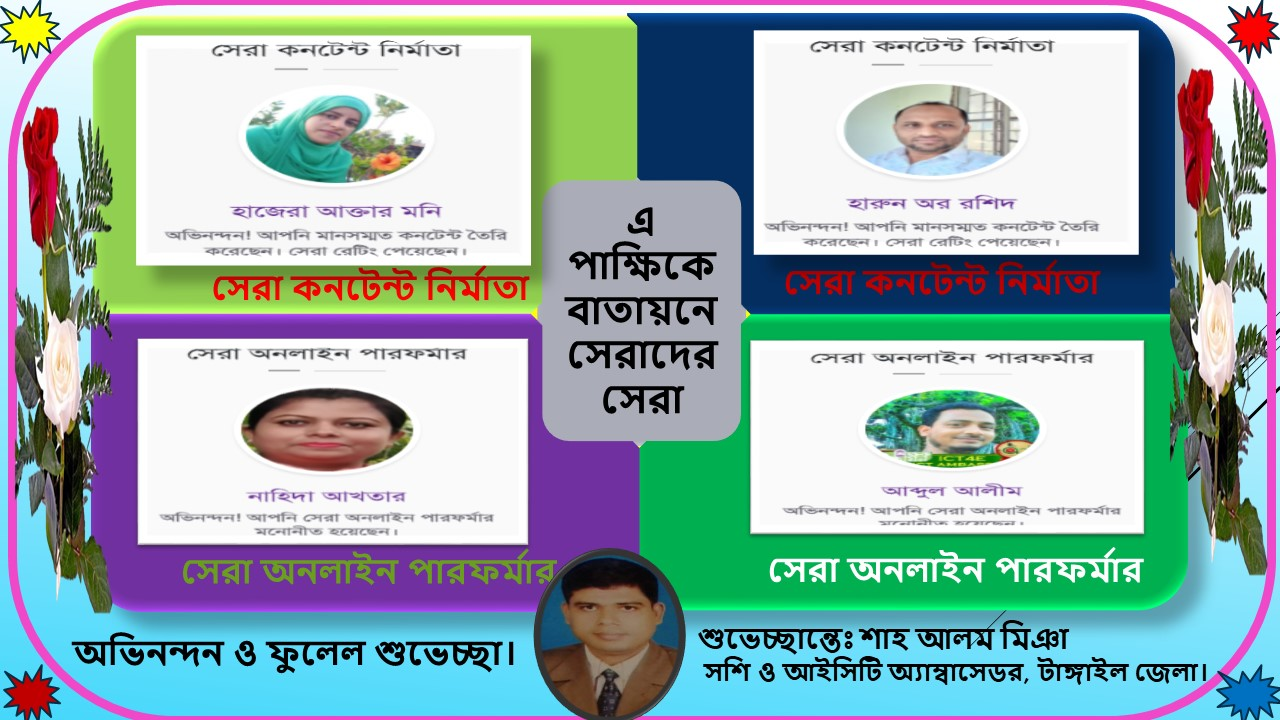 সেরা কনটেন্ট নির্মাতা
হাজেরা আক্তার মনি
অভিনন্দন! আপনি মানসম্মত কনটেন্ট তৈরি
করেছেন। সেরা রেটিং পেয়েছেন।
সেরা কনটেন্ট নির্মাতা
সেরা কনটেন্ট নির্মাতা
হারুন অর রশিদ
অভিনন্দন! আপনি মানসম্মত কনটেন্ট তৈরি
করেছেন। সেরা রেটিং পেয়েছেন।
সেরা কনটেন্ট নির্মাতা
এ
পাক্ষিকে
বাতায়নে
সেরাদের
সেরা
সেরা অনলাইন পারফর্মার
নাহিদা আখতার
অভিনন্দন! আপনি সেরা অনলাইন পারফর্মার
মনোনীত হয়েছেন।
সেরা অনলাইন পারফর্মার
সেরা অনলাইন পারফর্মার
ICT4E
আব্দুল আলীম
অভিনন্দন! আপনি সেরা অনলাইন পারফর্মার
মনোনীত হয়েছেন।
সেরা অনলাইন পারফর্মার
অভিনন্দন ও ফুলেল শুভেচ্ছা।
শুভেচ্ছান্তেঃ শাহ আলম মিঞা
সশি ও আইসিটি অ্যাম্বাসেডর, টাঙ্গাইল জেলা।